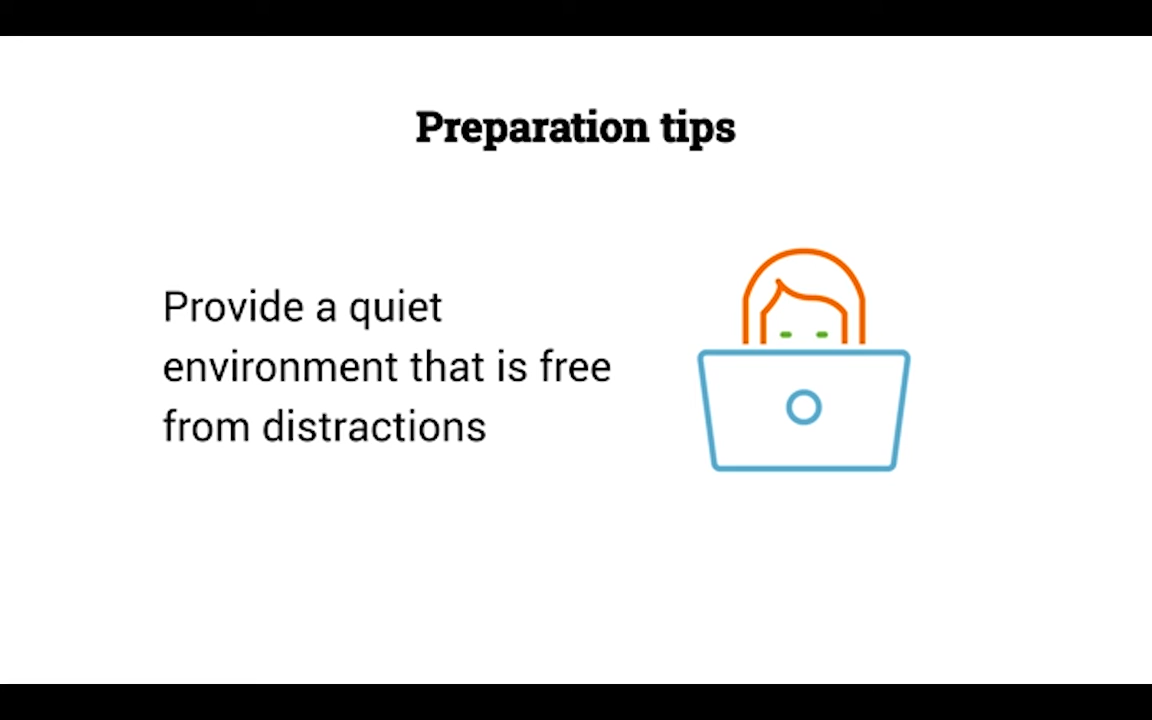 Preparation tips
Provide a quiet
environment that is free
from distractions